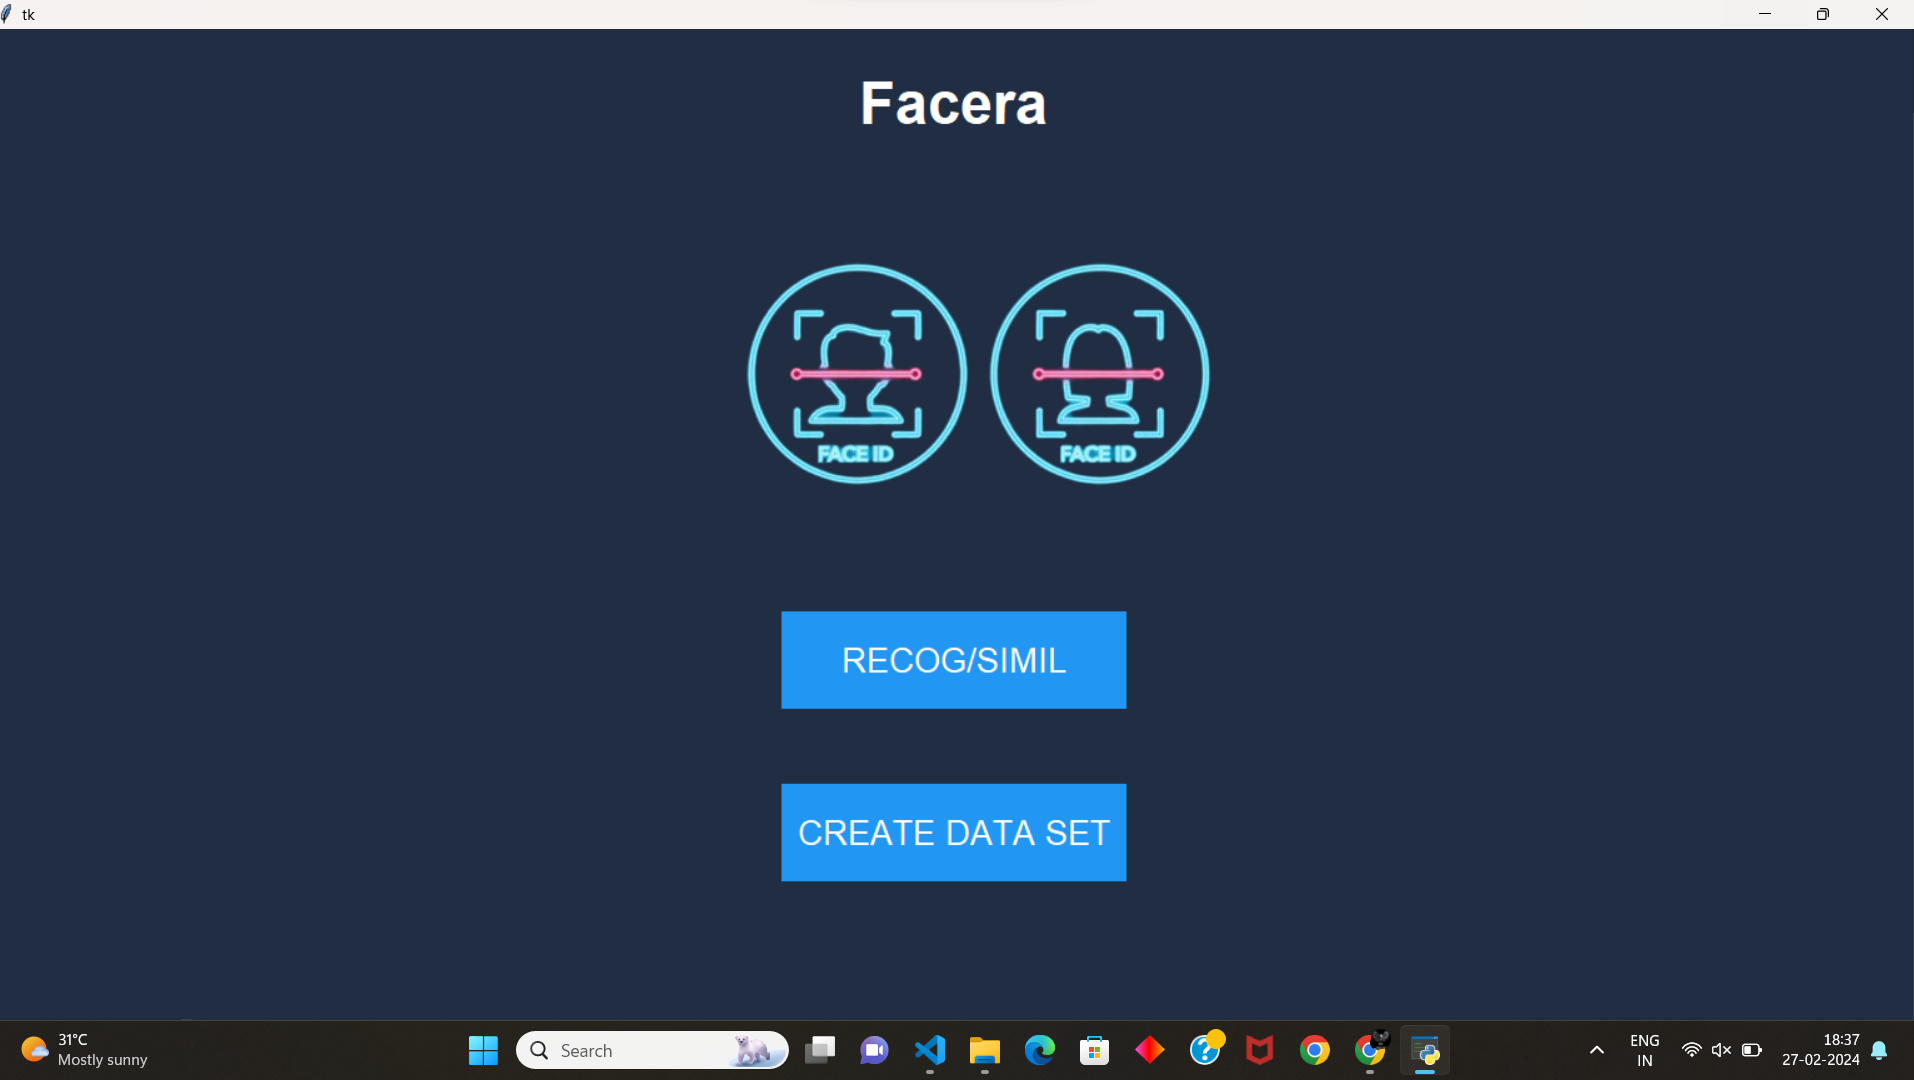 tk
Facera
FACE ID
FACE ID
RECOG/SIMIL
CREATE DATA SET
31°C
Mostly sunny
Search
ENG
IN
18:37
27-02-2024